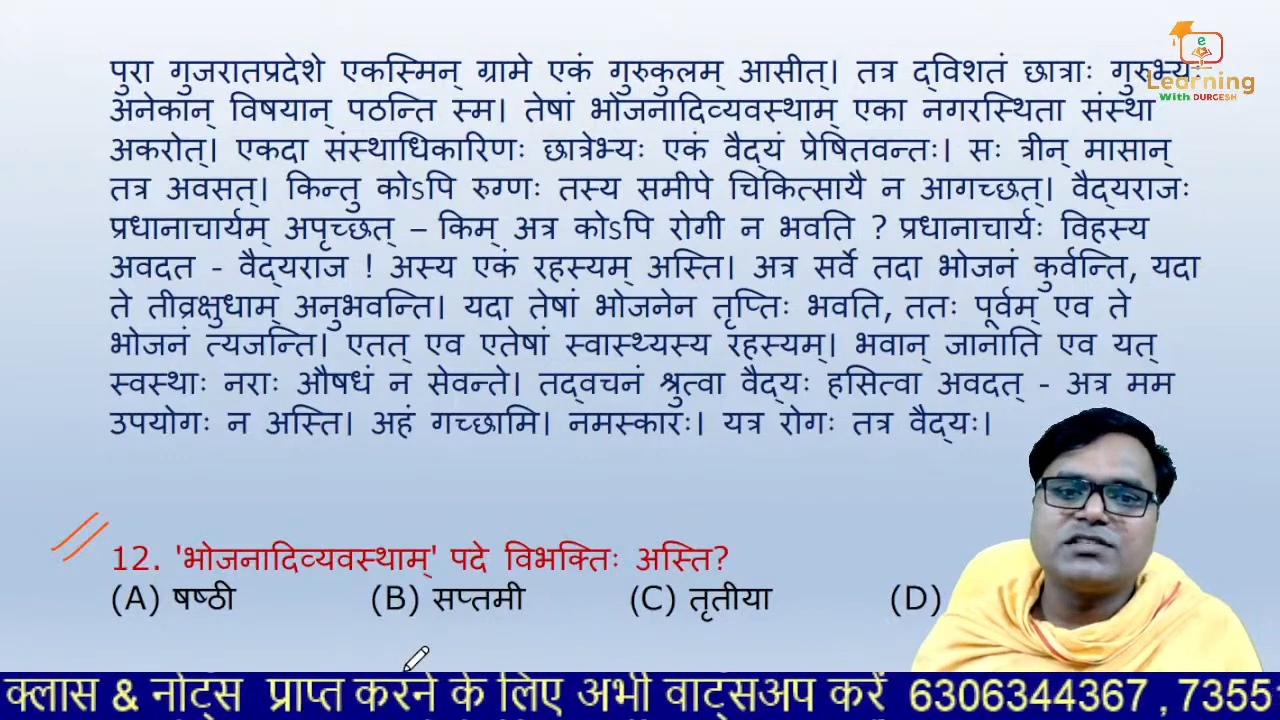 पुरा गुजरातप्रदेशे एकस्मिन् ग्रामे एकं गुरुकुलम् आसीत्। तत्र द्विशतं छात्राः गुरुभ्यः
अनेकान् विषयान् पठन्ति स्म। तेषां भोजनादिव्यवस्थाम् एका नगरस्थिता संस्था
अकरोत्। एकदा संस्थाधिकारिणः छात्रेभ्यः एकं वैद्यं प्रेषितवन्तः। सः त्रीन् मासान्
तत्र अवसत्। किन्तु कोऽपि रुग्णः तस्य समीपे चिकित्सायै न आगच्छत्। वैद्यराजः
प्रधानाचार्यम् अपृच्छत् – किम् अत्र कोऽपि रोगी न भवति ? प्रधानाचार्यः विहस्य
अवदत - वैद्यराज ! अस्य एकं रहस्यम् अस्ति। अत्र सर्वे तदा भोजनं कुर्वन्ति, यदा
ते तीव्रक्षुधाम् अनुभवन्ति। यदा तेषां भोजनेन तृप्तिः भवति, ततः पूर्वम् एव ते
भोजनं त्यजन्ति। एतत् एव एतेषां स्वास्थ्यस्य रहस्यम्। भवान् जानाति एव यत्
स्वस्थाः नराः औषधं न सेवन्ते। तद्वचनं श्रुत्वा वैद्यः हसित्वा अवदत् - अत्र मम
उपयोगः न अस्ति। अहं गच्छामि। नमस्कारः। यत्र रोगः तत्र वैद्यः।
e
Learning
With DURGESH
12. 'भोजनादिव्यवस्थाम्' पदे विभक्तिः अस्ति?
(A) षष्ठी (B) सप्तमी (C) तृतीया (D)
क्लास & नोट्स प्राप्त करने के लिए अभी वाट्सअप करें 6306344367 , 7355